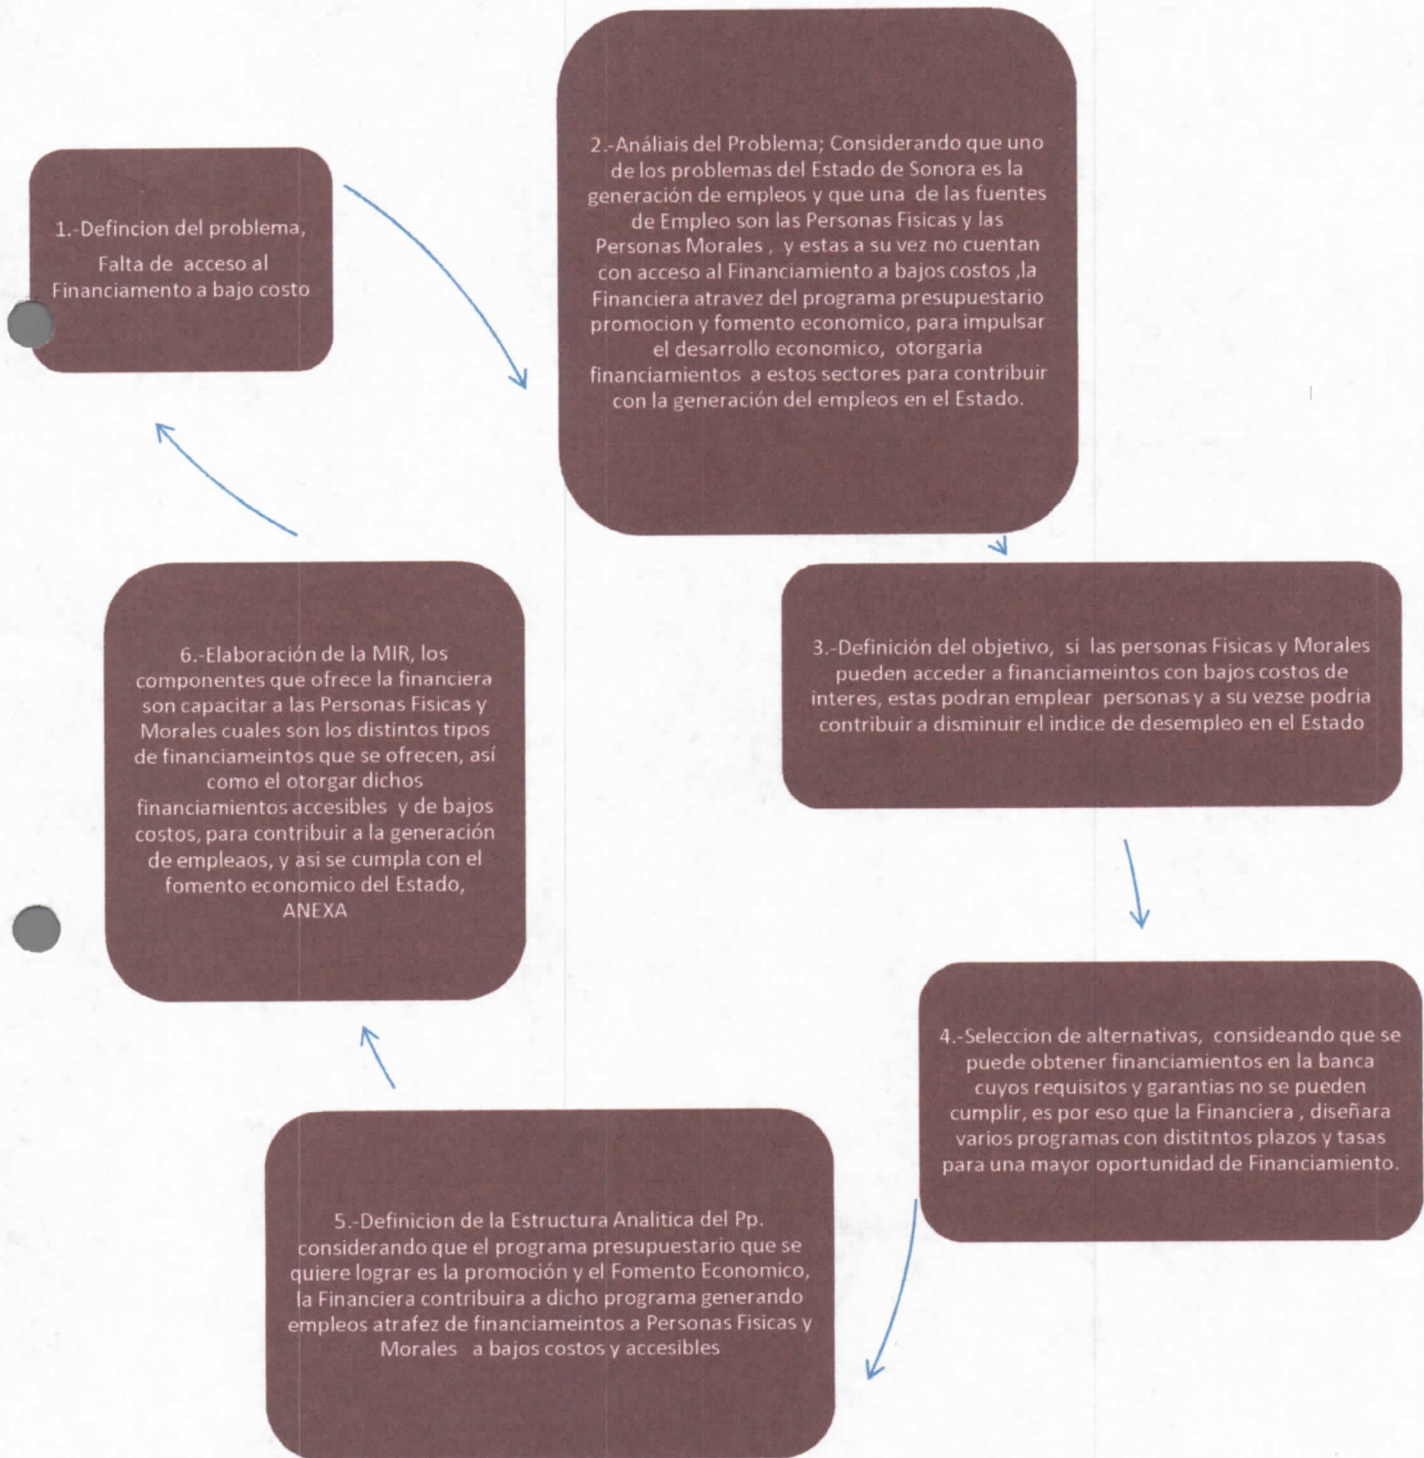 1.-Defincion del problema,
Falta de acceso al
Financiamento a bajo costo
2.-Análiais del Problema; Considerando que uno
de los problemas del Estado de Sonora es la
generación de empleos y que una de las fuentes
de Empleo son las Personas Fisicas y las
Personas Morales , y estas a su vez no cuentan
con acceso al Financiamiento a bajos costos ,la
Financiera atravez del programa presupuestario
promocion y fomento economico, para impulsar
el desarrollo economico, otorgaria
financiamientos a estos sectores para contribuir
con la generación del empleos en el Estado.
3.-Definición del objetivo, si las personas Fisicas y Morales
pueden acceder a financiameintos con bajos costos de
interes, estas podran emplear personas y a su vezse podria
contribuir a disminuir el indice de desempleo en el Estado
4.-Seleccion de alternativas, consideando que se
puede obtener financiamientos en la banca
cuyos requisitos y garantias no se pueden
cumplir, es por eso que la Financiera , diseñara
varios programas con distitntos plazos y tasas
para una mayor oportunidad de Financiamiento.
5.-Definicion de la Estructura Analitica del Pp.
considerando que el programa presupuestario que se
quiere lograr es la promoción y el Fomento Economico,
la Financiera contribuira a dicho programa generando
empleos atrafez de financiameintos a Personas Fisicas y
Morales a bajos costos y accesibles
6.-Elaboración de la MIR, los
componentes que ofrece la financiera
son capacitar a las Personas Fisicas y
Morales cuales son los distintos tipos
de financiameintos que se ofrecen, así
como el otorgar dichos
financiamientos accesibles y de bajos
costos, para contribuir a la generación
de empleaos, y asi se cumpla con el
fomento economico del Estado,
ANEXA